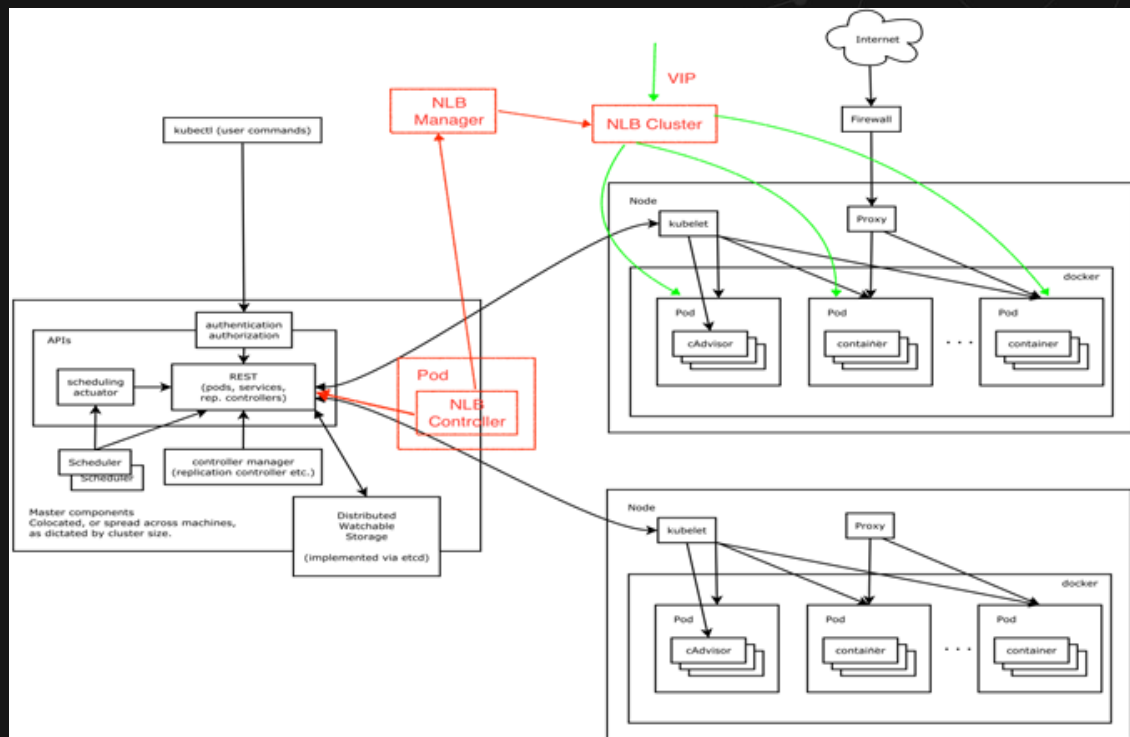 Internet
VIP
NLB
Manager
NLB Cluster
Firewall
kubectl (user commands)
Node
kubelet
Proxy
docker
Pod
cAdvisor
Pod
container
. . .
container
authentication
authorization
APIs
REST
(pods, services,
rep. controllers)
scheduling
actuator
Pod
NLB
Controller
Scheduler
Scheduler
controller manager
(replication controller etc.)
Master components
Colocated, or spread across machines,
as dictated by cluster size.
Distributed
Watchable
Storage
(implemented via etcd)
Node
kubelet
Proxy
docker
Pod
cAdvisor
Pod
container
. . .
Pod
container